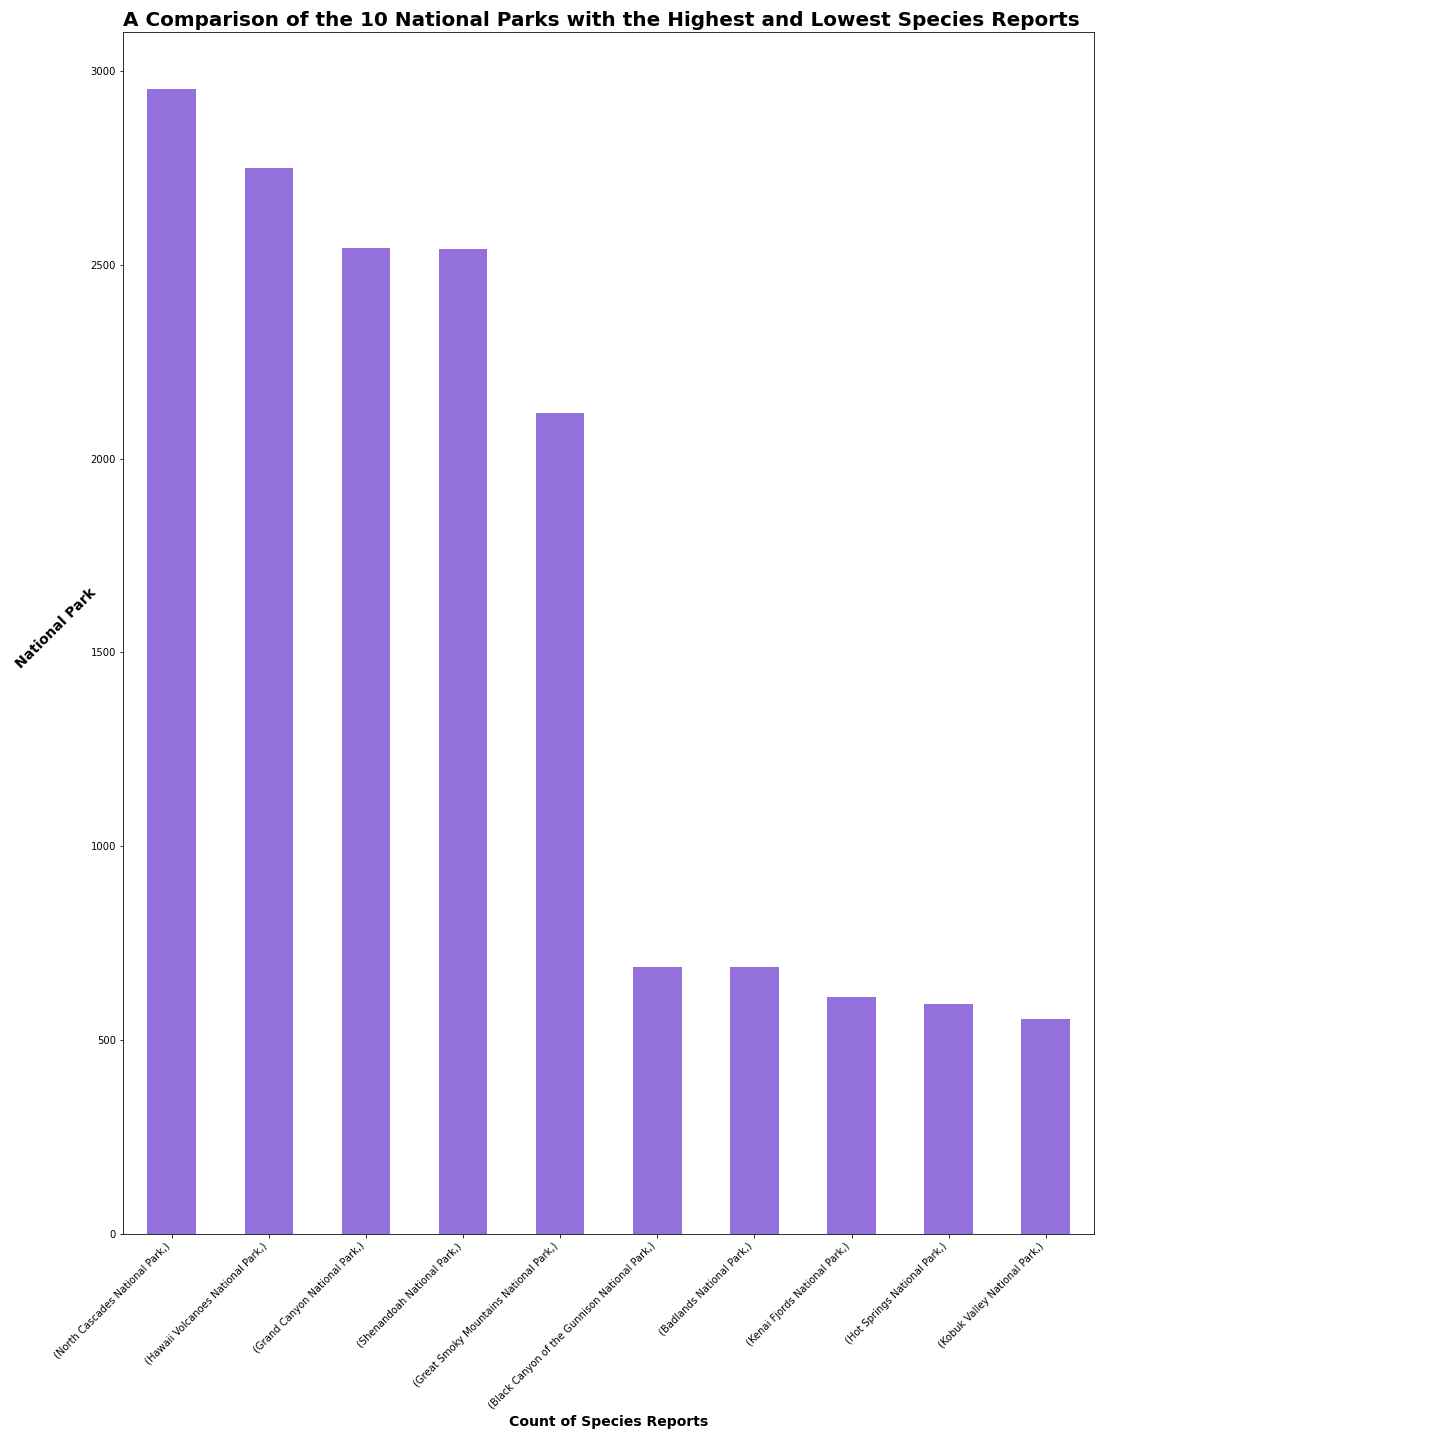 A Comparison of the 10 National Parks with the Highest and Lowest Species Reports
3000
2500
2000
1500
1000
500
0
National Park
(North Cascades National Park,)
(Hawaii Volcanoes National Park,)
(Grand Canyon National Park,)
(Shenandoah National Park,)
(Great Smoky Mountains National Park,)
(Black Canyon of the Gunnison National Park,)
(Badlands National Park,)
(Kenai Fjords National Park,)
(Hot Springs National Park,)
(Kobuk Valley National Park,)
Count of Species Reports